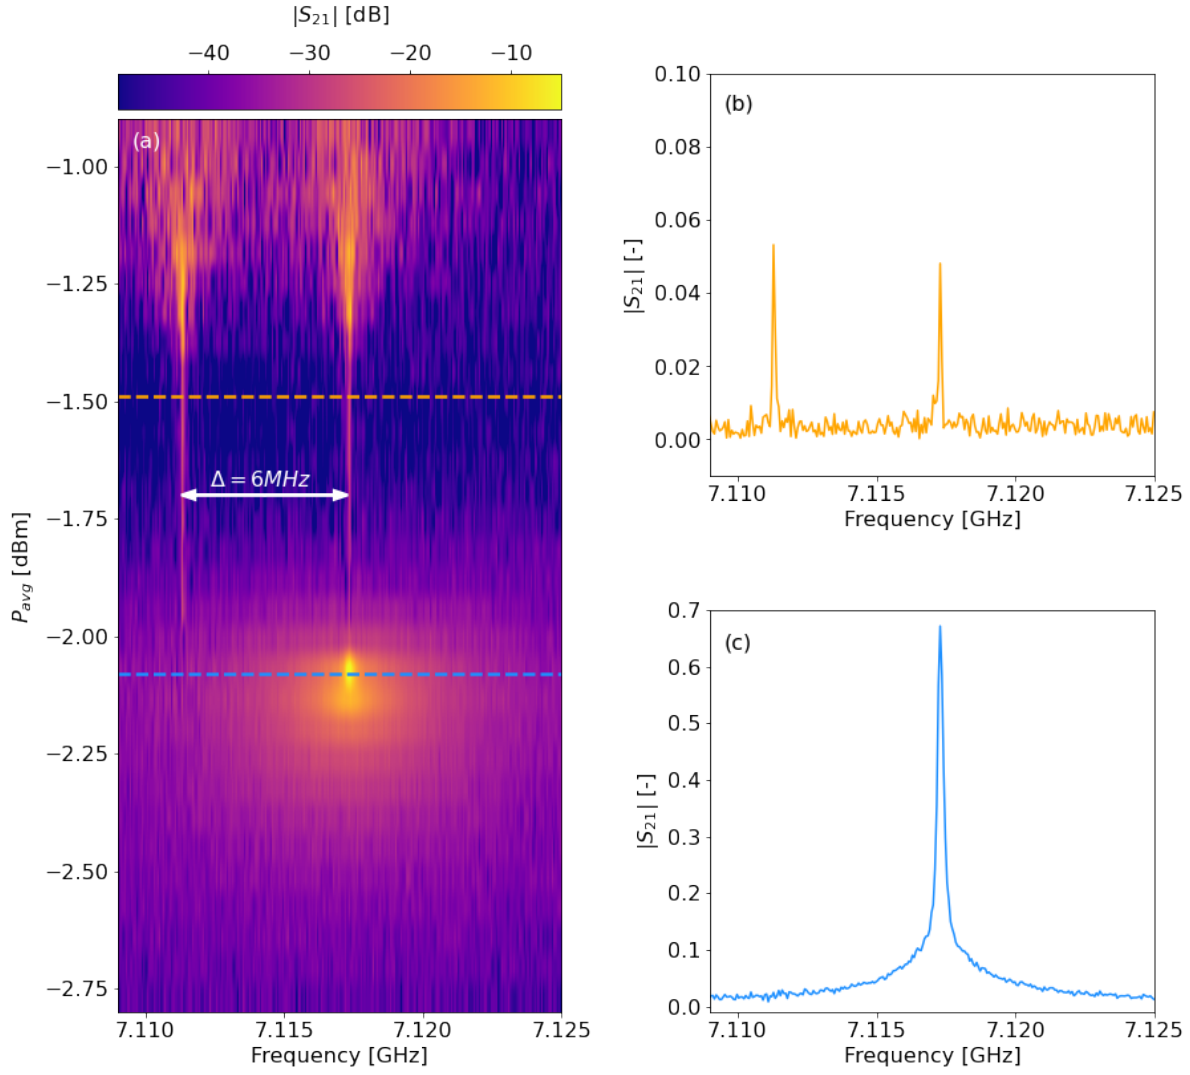 |S₂₁| [dB]
−40 −30 −20 −10
(a)
−1.00
−1.25
−1.50
−1.75
−2.00
−2.25
−2.50
−2.75
Δ = 6MHz
P_avg [dBm]
7.110 7.115 7.120 7.125
Frequency [GHz]
(b)
0.10
0.08
0.06
0.04
0.02
0.00
|S₂₁| [-]
7.110 7.115 7.120 7.125
Frequency [GHz]
(c)
0.7
0.6
0.5
0.4
0.3
0.2
0.1
0.0
|S₂₁| [-]
7.110 7.115 7.120 7.125
Frequency [GHz]